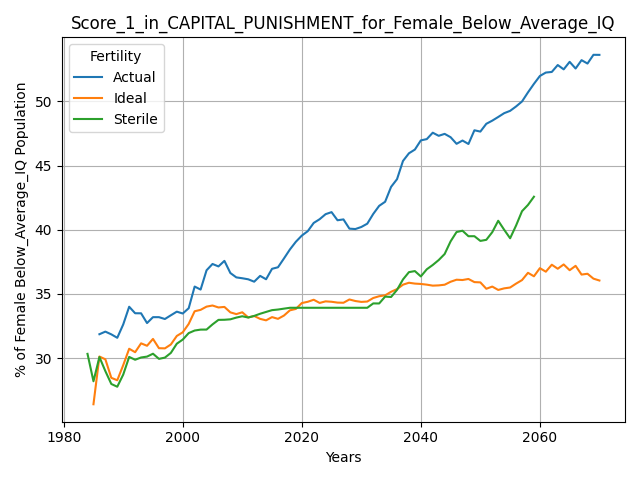 Score_1_in_CAPITAL_PUNISHMENT_for_Female_Below_Average_IQ
Fertility
Actual
Ideal
Sterile
% of Female Below_Average_IQ Population
50
45
40
35
30
1980
2000
2020
2040
2060
Years